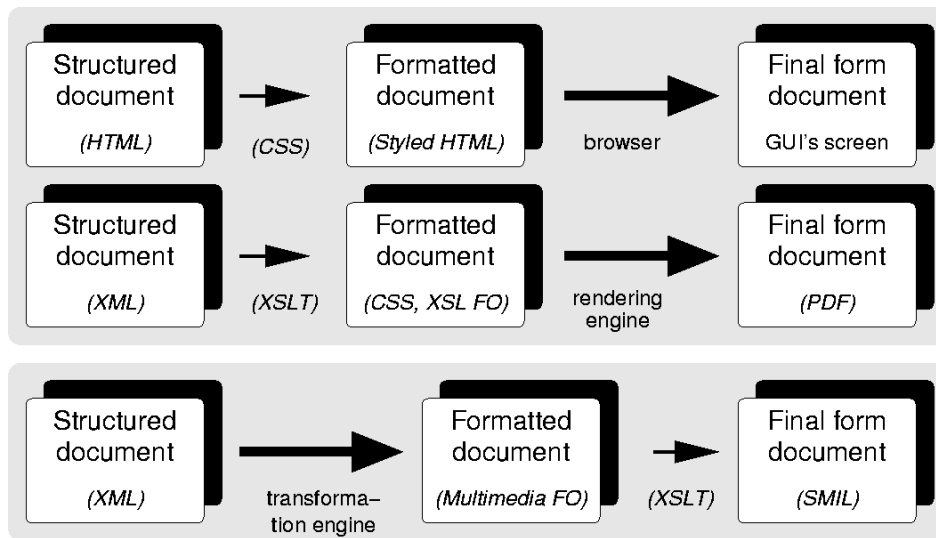 Structured
document
(HTML)
(CSS)
Formatted
document
(Styled HTML)
browser
Final form
document
GUI's screen
Structured
document
(XML)
(XSLT)
Formatted
document
(CSS, XSL FO)
rendering
engine
Final form
document
(PDF)
Structured
document
(XML)
transforma–
tion engine
Formatted
document
(Multimedia FO)
(XSLT)
Final form
document
(SMIL)